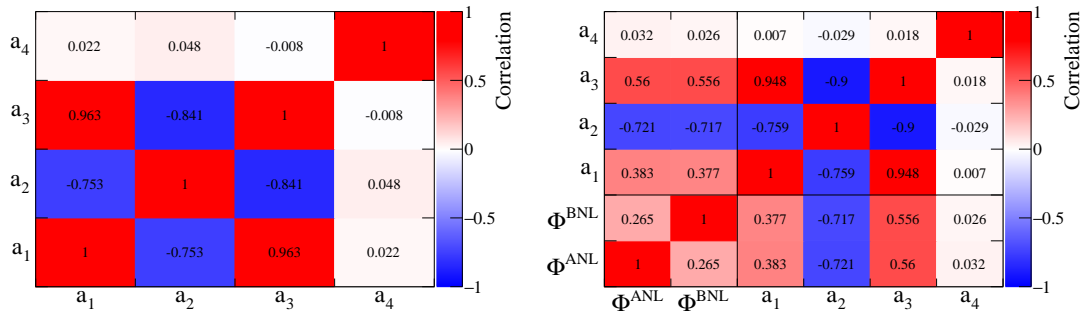 a4 0.022 0.048 -0.008 1
a3 0.963 -0.841 1 -0.008
a2 -0.753 1 -0.841 0.048
a1 1 -0.753 0.963 0.022
a1 a2 a3 a4
1
0.5
0
−0.5
−1
Correlation
a4 0.032 0.026 0.007 -0.029 0.018 1
a3 0.56 0.556 0.948 -0.9 1 0.018
a2 -0.721 -0.717 -0.759 1 -0.9 -0.029
a1 0.383 0.377 1 -0.759 0.948 0.007
ΦBNL 0.265 1 0.377 -0.717 0.556 0.026
ΦANL 1 0.265 0.383 -0.721 0.56 0.032
ΦANL ΦBNL a1 a2 a3 a4
1
0.5
0
−0.5
−1
Correlation